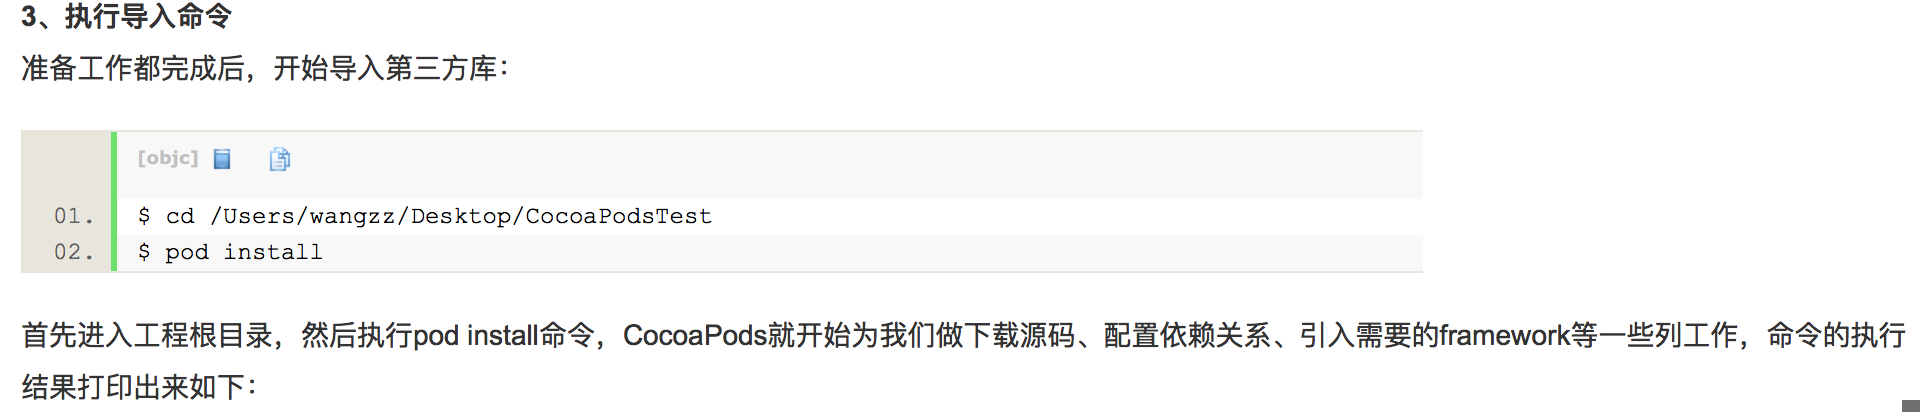 3、执行导入命令
准备工作都完成后，开始导入第三方库：
[objc]
01. $ cd /Users/wangzz/Desktop/CocoaPodsTest
02. $ pod install
首先进入工程根目录，然后执行pod install命令，CocoaPods就开始为我们做下载源码、配置依赖关系、引入需要的framework等一些列工作，命令的执行
结果打印出来如下：